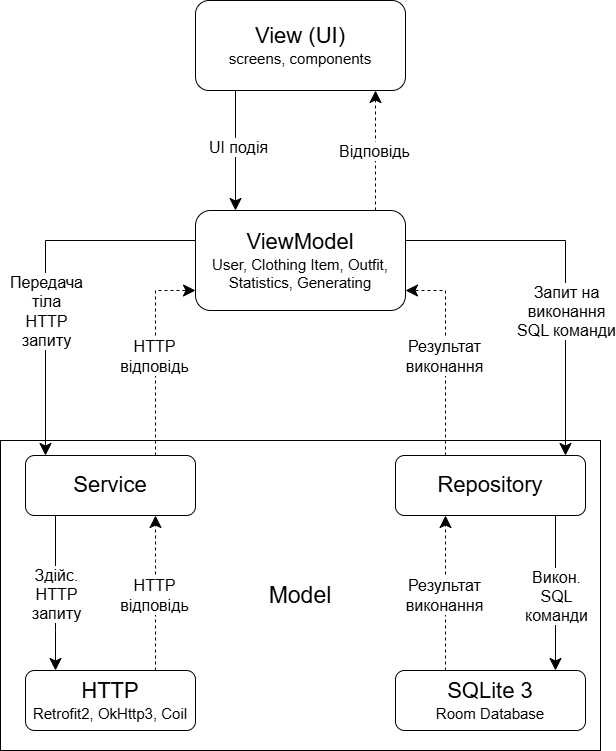 View (UI)
screens, components
UI подія
Відповідь
ViewModel
User, Clothing Item, Outfit,
Statistics, Generating
Передача
тіла
HTTP
запиту
Запит на
виконання
SQL команди
HTTP
відповідь
Результат
виконання
Service
Repository
Здійс.
HTTP
запиту
HTTP
відповідь
Model
Результат
виконання
Викон.
SQL
команди
HTTP
Retrofit2, OkHttp3, Coil
SQLite 3
Room Database